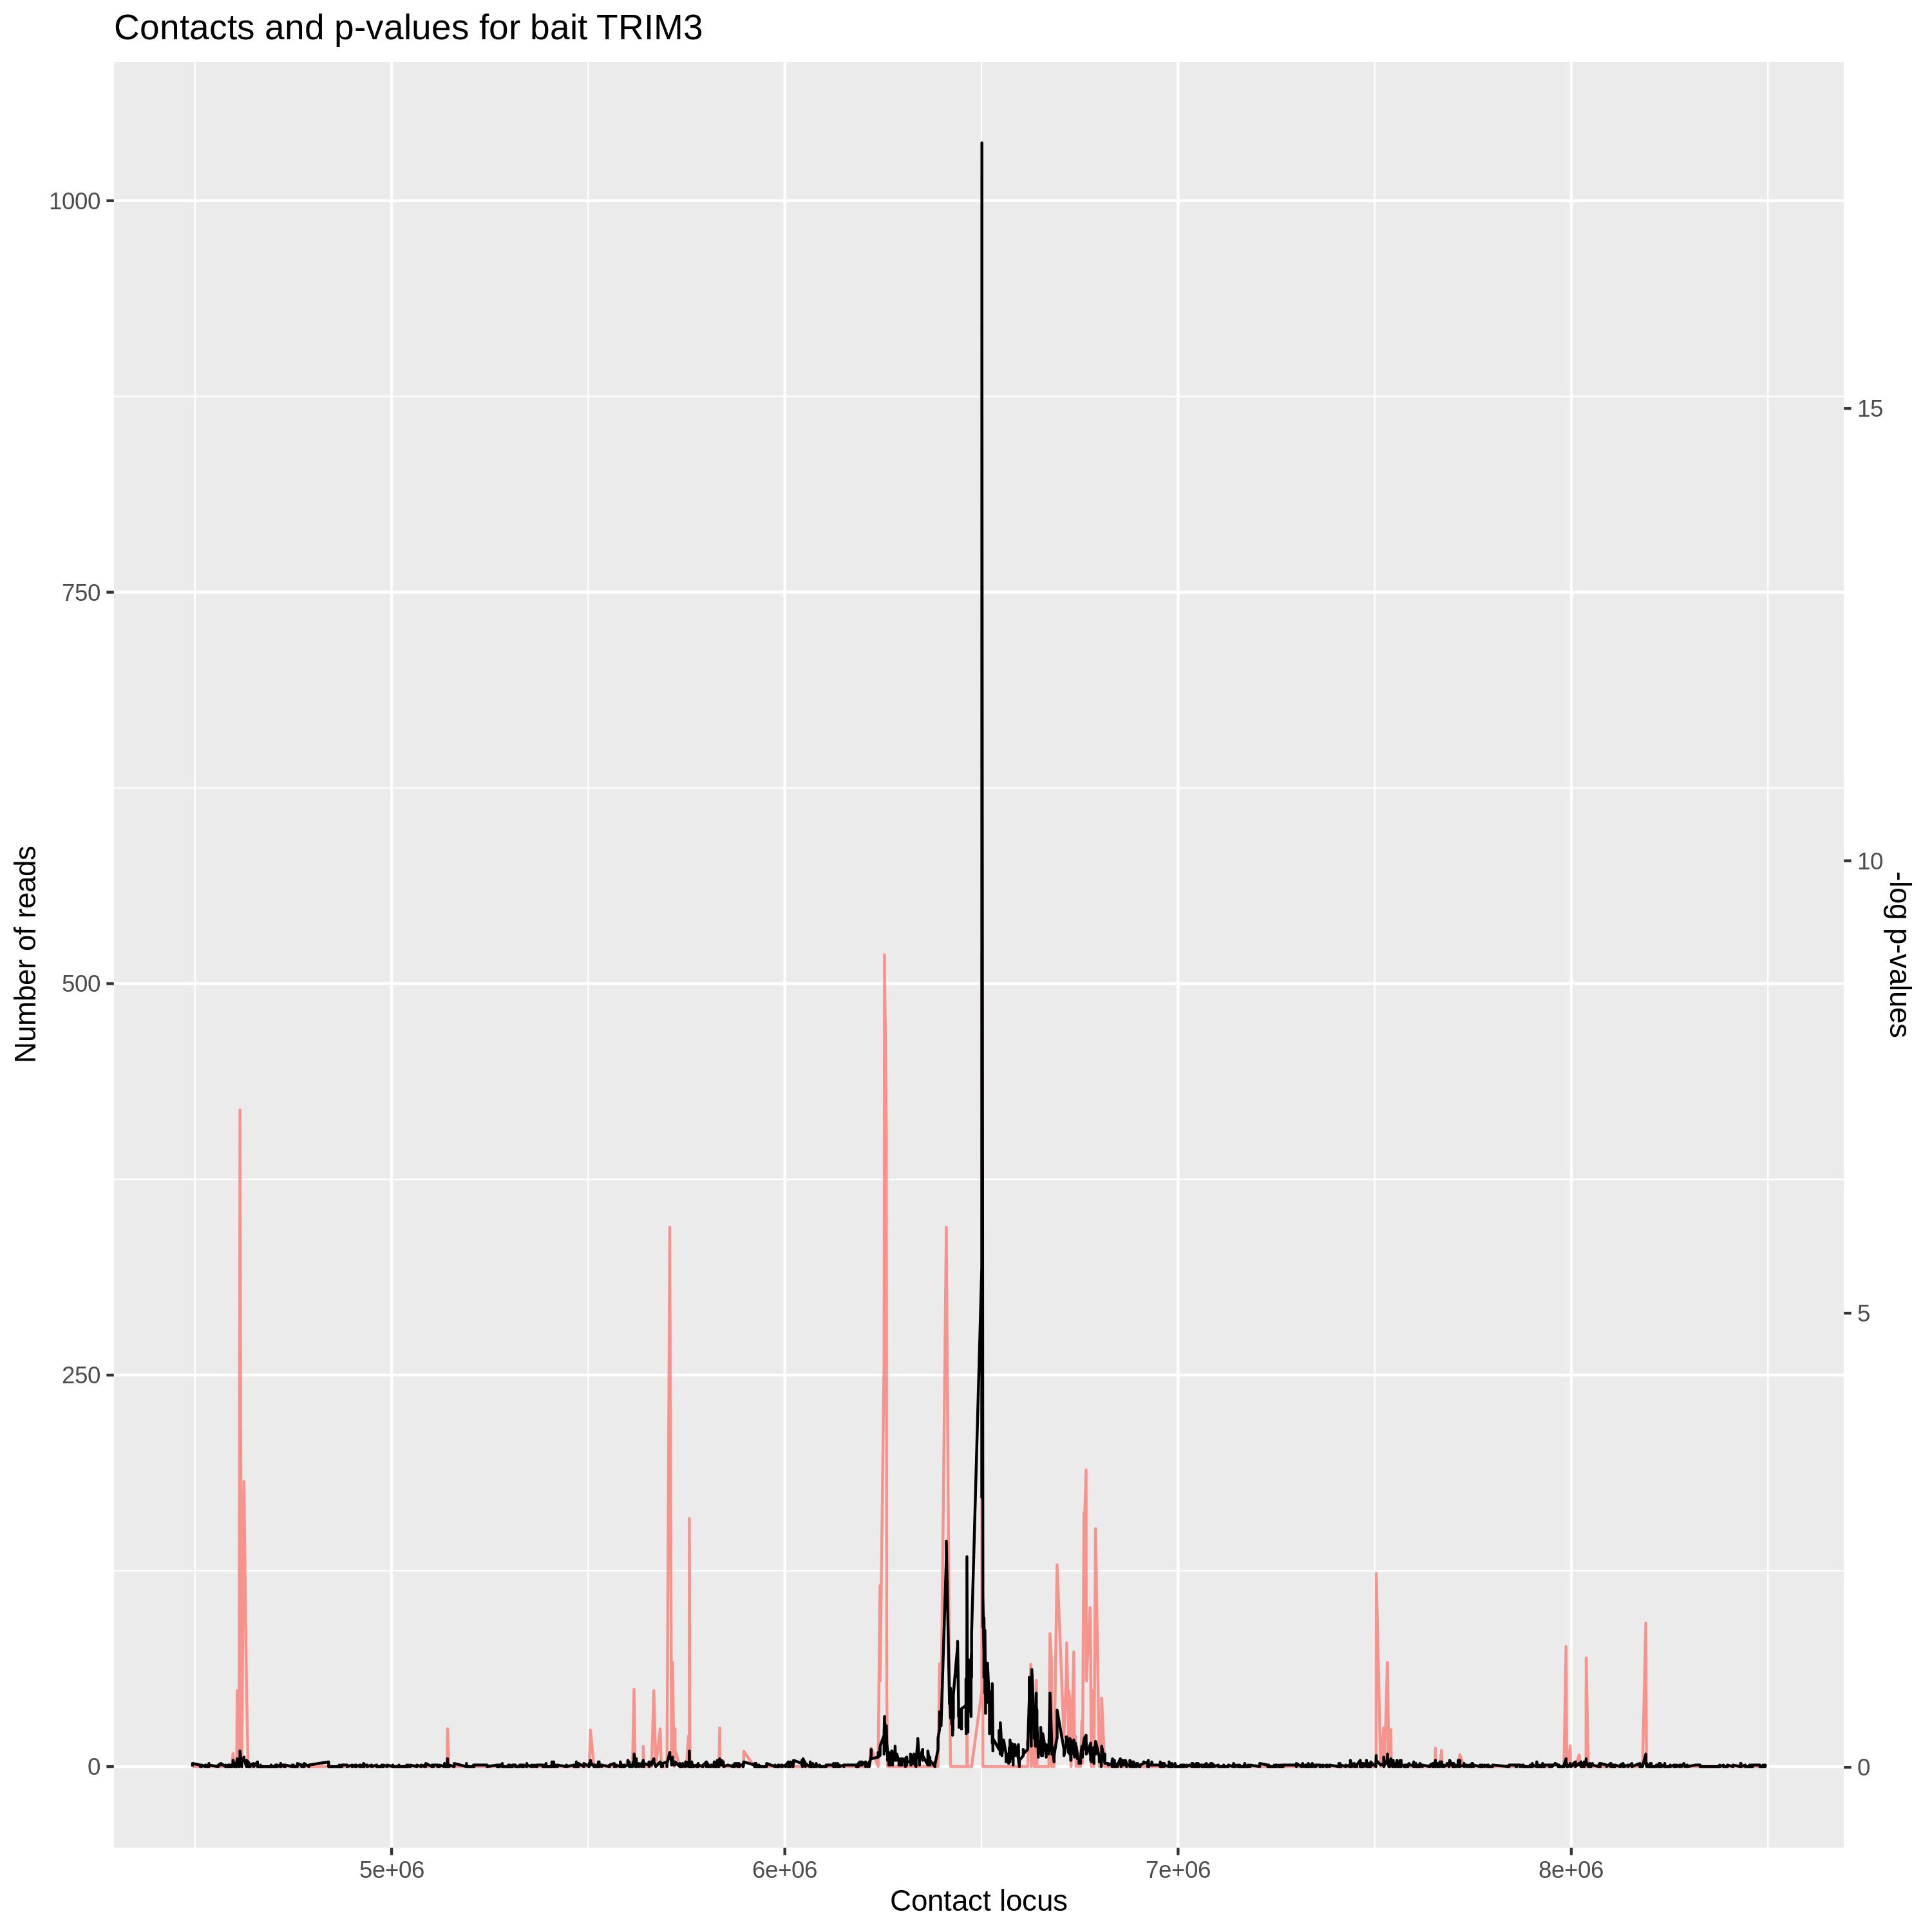 Contacts and p-values for bait TRIM3
1000
750
500
250
0
Number of reads
15
10
5
0
-log p-values
5e+06
6e+06
7e+06
8e+06
Contact locus